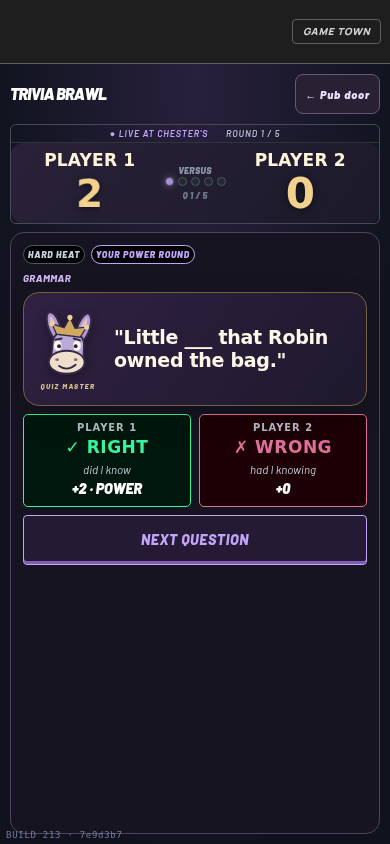 GAME TOWN
TRIVIA BRAWL
← Pub door
● LIVE AT CHESTER'S ROUND 1 / 5
PLAYER 1
2
VERSUS
01/5
PLAYER 2
0
HARD HEAT
YOUR POWER ROUND
GRAMMAR
QUIZ MASTER
"Little ___ that Robin
owned the bag."
PLAYER 1
✓ RIGHT
did I know
+2 · POWER
PLAYER 2
✗ WRONG
had I knowing
+0
NEXT QUESTION
BUILD 213 · 7e9d3b7